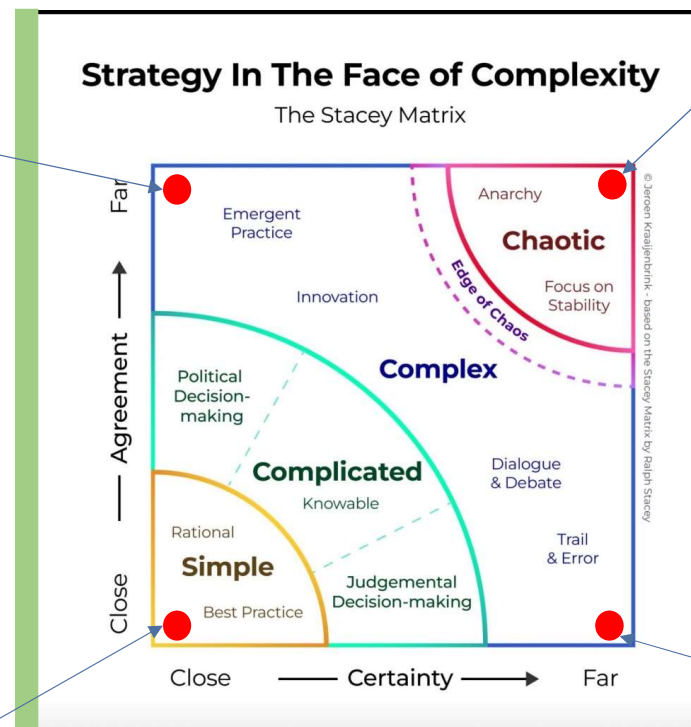 Strategy In The Face of Complexity
The Stacey Matrix
Far
Agreement
Close
Emergent
Practice
Innovation
Anarchy
Chaotic
Focus on
Stability
Edge of Chaos
Complex
Political
Decision-
making
Complicated
Knowable
Dialogue
& Debate
Trail
& Error
Rational
Simple
Best Practice
Judgemental
Decision-making
Close
Certainty
Far
© Jeroen Kraaijenbrink - based on the Stacey Matrix by Ralph Stacey